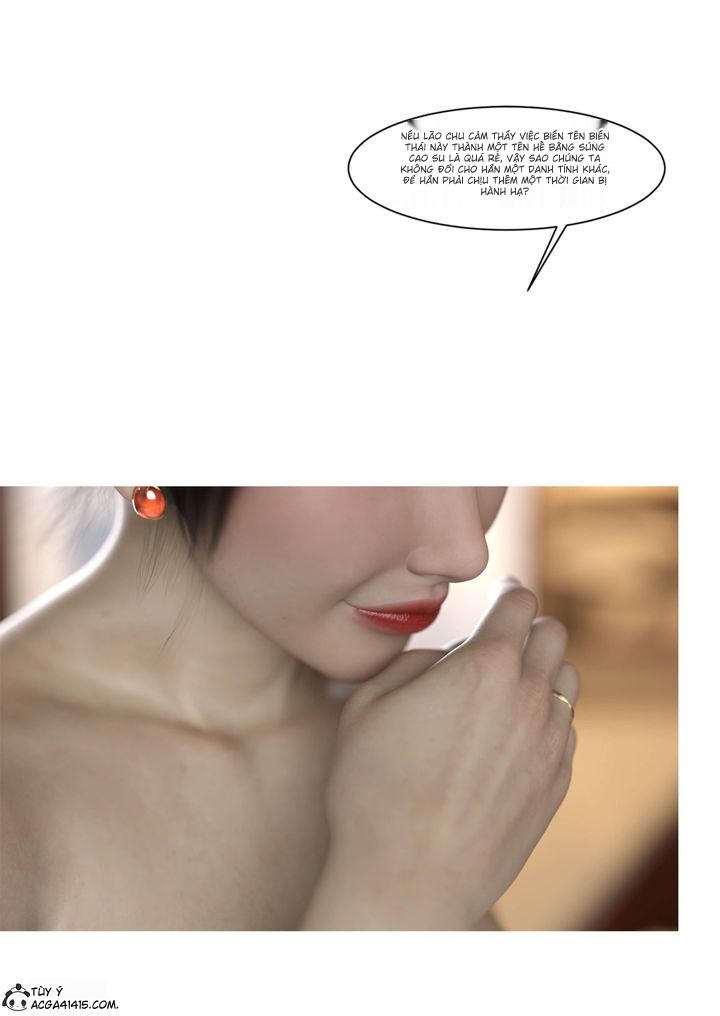 NẾU LÃO CHU CẢM THẤY VIỆC BIẾN TÊN BIẾN
THÁI NÀY THÀNH MỘT TÊN HỀ BẰNG SÚNG
CAO SU LÀ QUÁ RẺ, VẬY SAO CHÚNG TA
KHÔNG ĐỔI CHO HẮN MỘT DANH TÍNH KHÁC,
ĐỂ HẮN PHẢI CHỊU THÊM MỘT THỜI GIAN BỊ
HÀNH HẠ?
TÙY Ý
ACGA41415.COM.